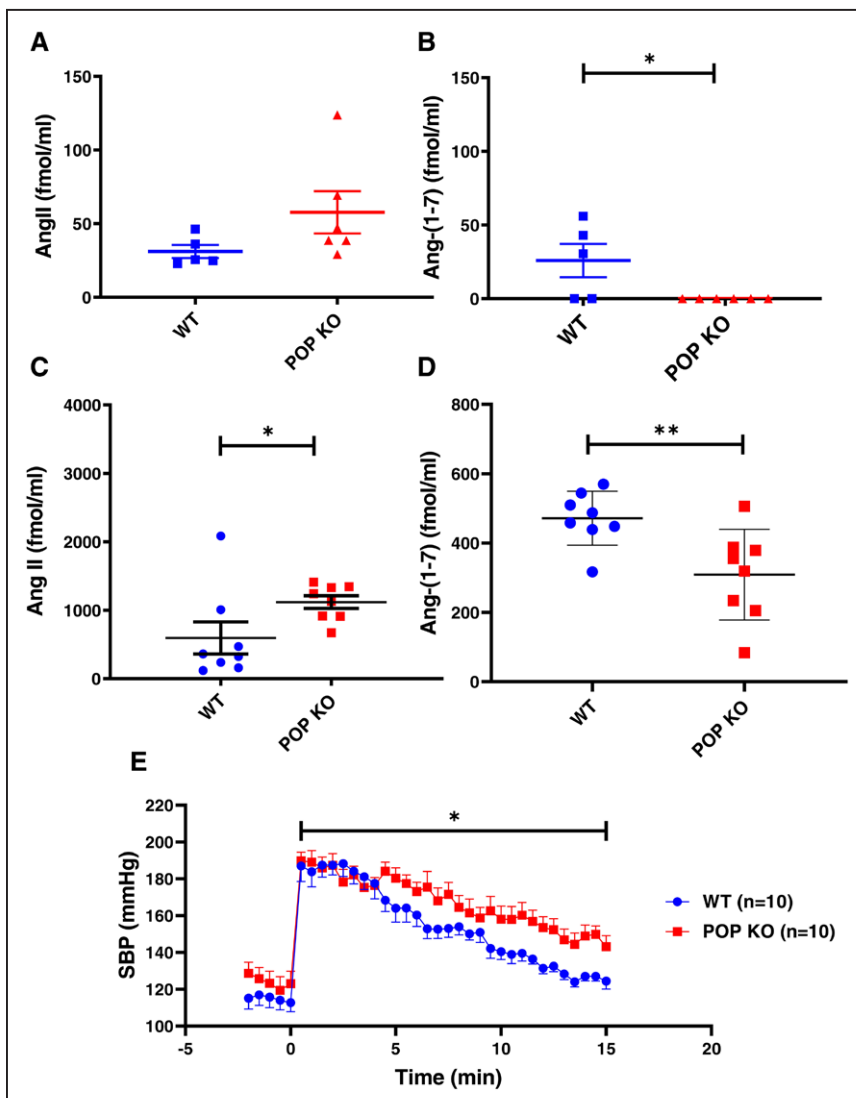 A
B
150
100
50
0
AngII (fmol/ml)
WT
POP KO
*
150
100
50
0
Ang-(1-7) (fmol/ml)
WT
POP KO
C
D
4000
3000
2000
1000
0
Ang II (fmol/ml)
*
WT
POP KO
800
600
400
200
0
Ang-(1-7) (fmol/ml)
**
WT
POP KO
E
220
200
180
160
140
120
100
SBP (mmHg)
*
WT (n=10)
POP KO (n=10)
-5 0 5 10 15 20
Time (min)